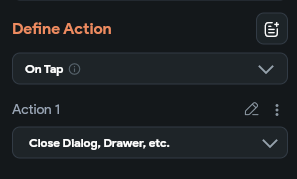 Define Action
On Tap
Action 1
Close Dialog, Drawer, etc.